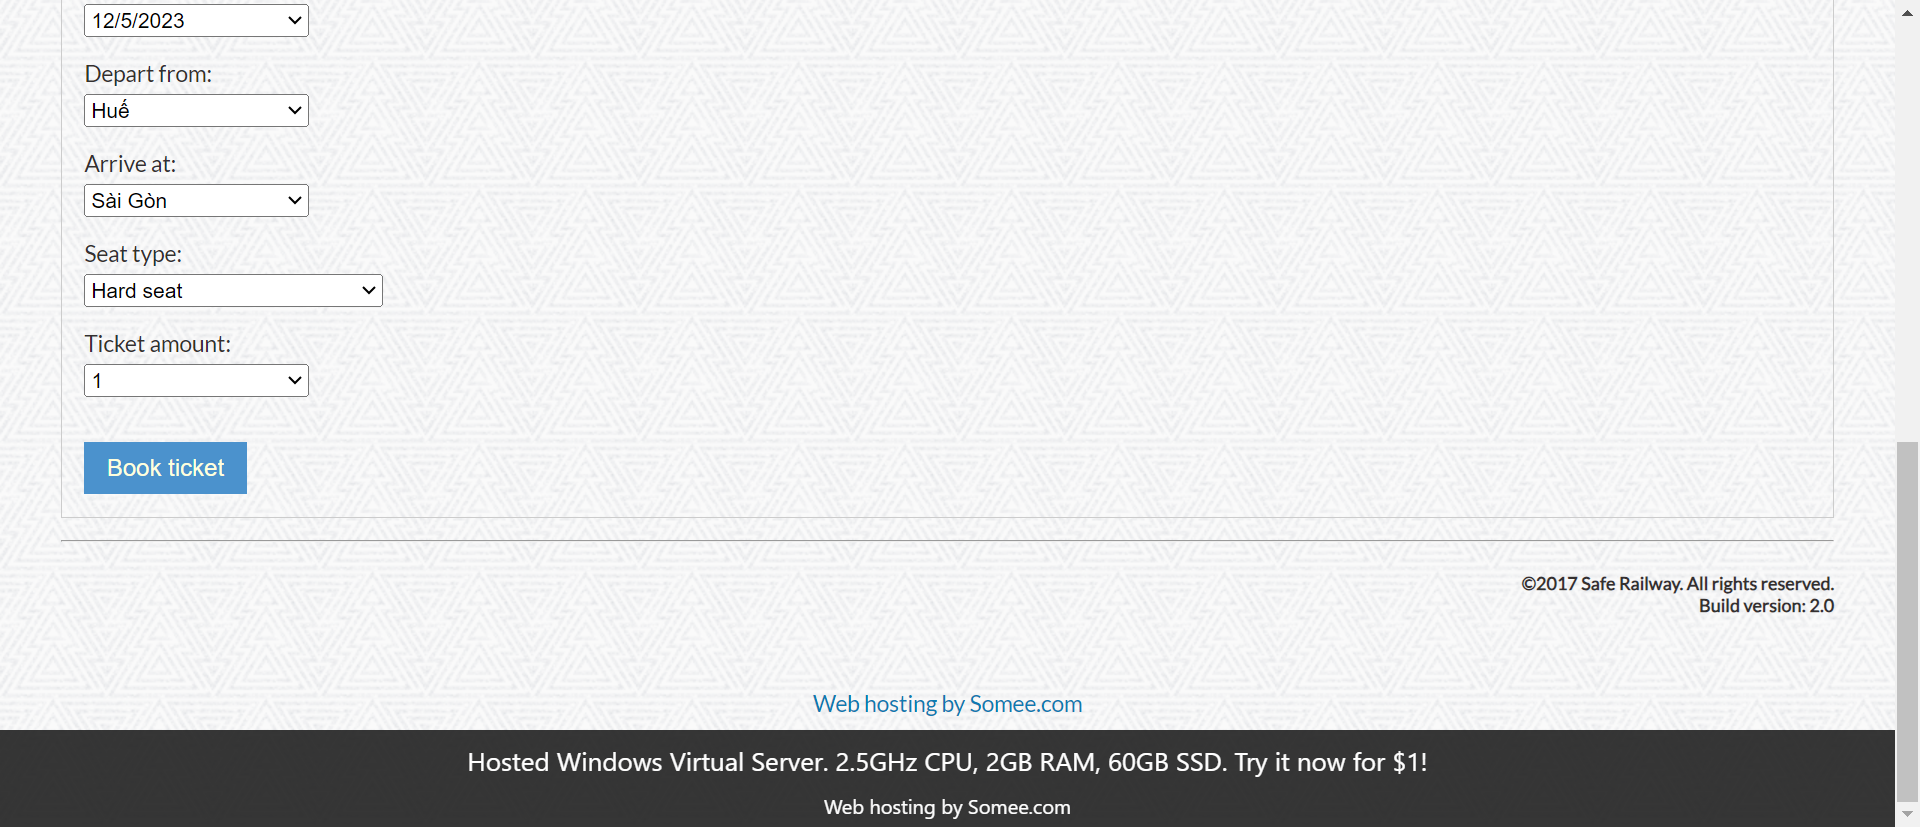 12/5/2023
Depart from:
Huế
Arrive at:
Sài Gòn
Seat type:
Hard seat
Ticket amount:
1
Book ticket
©2017 Safe Railway. All rights reserved.
Build version: 2.0
Web hosting by Somee.com
Hosted Windows Virtual Server. 2.5GHz CPU, 2GB RAM, 60GB SSD. Try it now for $1!
Web hosting by Somee.com